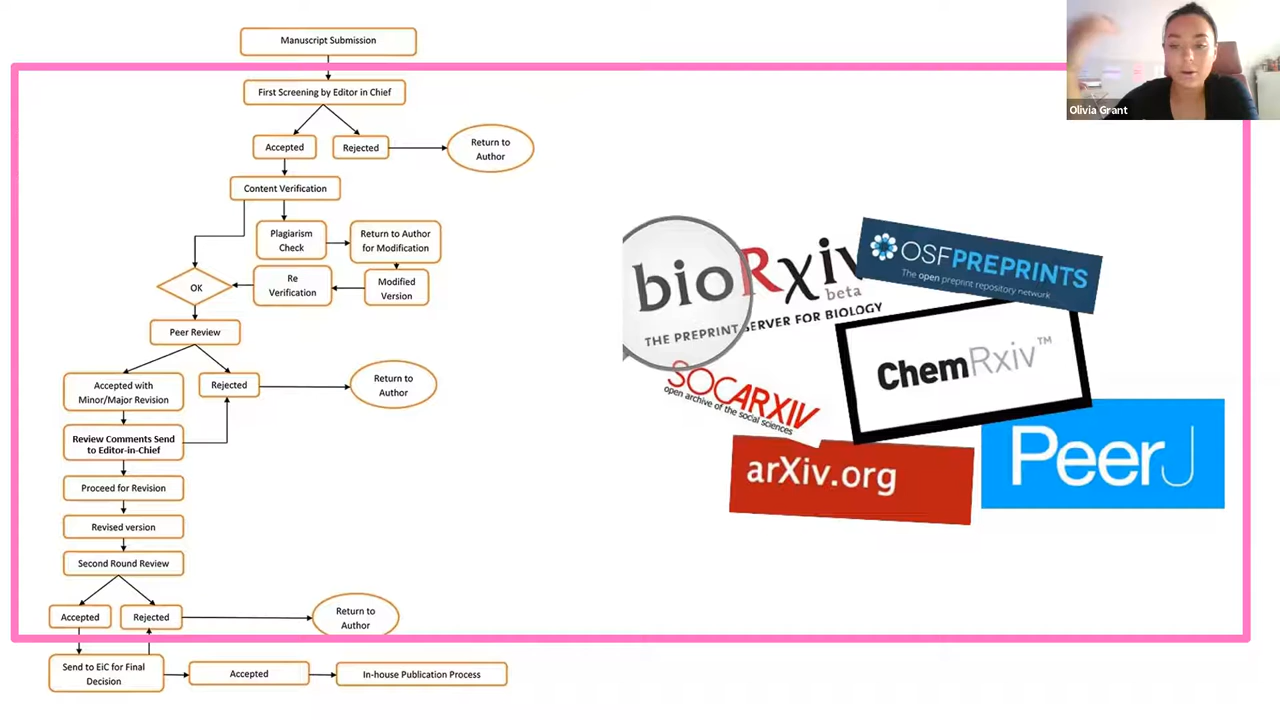 Manuscript Submission
First Screening by Editor in Chief
Accepted
Rejected
Return to
Author
Content Verification
Plagiarism
Check
Return to Author
for Modification
OK
Re
Verification
Modified
Version
Peer Review
Accepted with
Minor/Major Revision
Rejected
Return to
Author
Review Comments Send
to Editor-in-Chief
Proceed for Revision
Revised version
Second Round Review
Accepted
Rejected
Return to
Author
Send to EiC for Final
Decision
Accepted
In-house Publication Process
bioRxiv
beta
THE PREPRINT SERVER FOR BIOLOGY
OSFPREPRINTS
The open preprint repository network
ChemRxiv™
SOCARXIV
open archive of the social sciences
arXiv.org
PeerJ
Olivia Grant